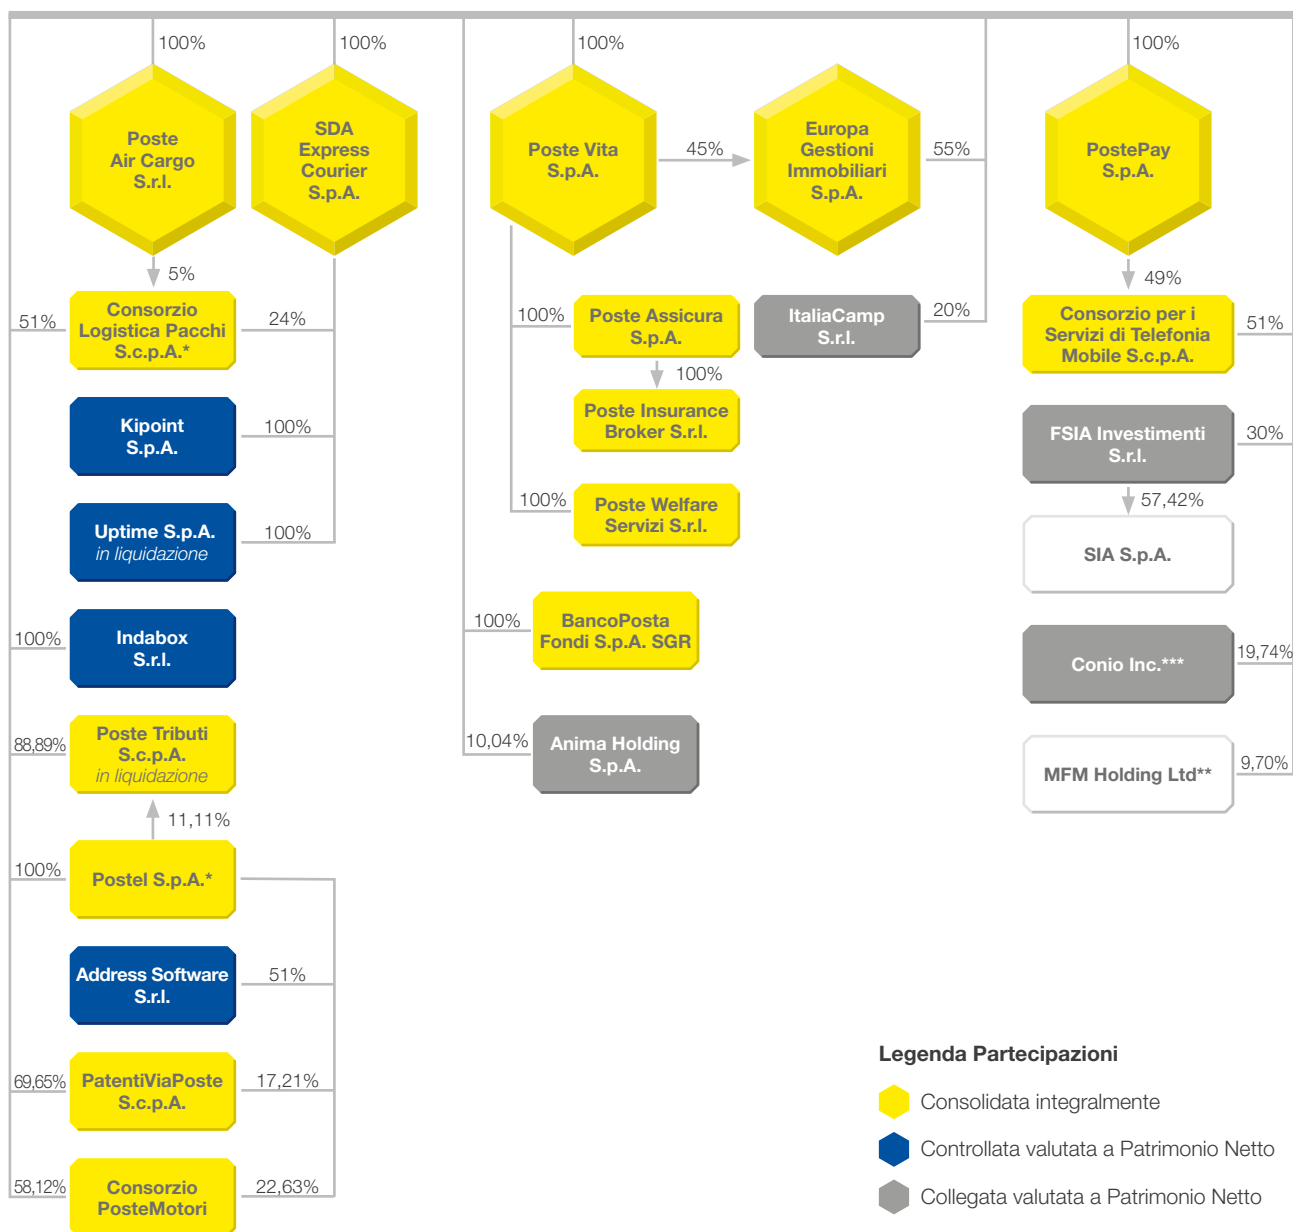 100%
100%
100%
100%
Poste
Air Cargo
S.r.l.
SDA
Express
Courier
S.p.A.
Poste Vita
S.p.A.
45%
Europa
Gestioni
Immobiliari
S.p.A.
55%
PostePay
S.p.A.
5%
49%
51%
Consorzio
Logistica Pacchi
S.c.p.A.*
24%
100%
Poste Assicura
S.p.A.
ItaliaCamp
S.r.l.
20%
Consorzio per i
Servizi di Telefonia
Mobile S.c.p.A.
51%
100%
Kipoint
S.p.A.
100%
Poste Insurance
Broker S.r.l.
FSIA Investimenti
S.r.l.
30%
57,42%
Uptime S.p.A.
in liquidazione
100%
100%
Poste Welfare
Servizi S.r.l.
SIA S.p.A.
100%
Indabox
S.r.l.
100%
BancoPosta
Fondi S.p.A. SGR
Conio Inc.***
19,74%
88,89%
Poste Tributi
S.c.p.A.
in liquidazione
10,04%
Anima Holding
S.p.A.
MFM Holding Ltd**
9,70%
11,11%
100%
Postel S.p.A.*
Address Software
S.r.l.
51%
69,65%
PatentiViaPoste
S.c.p.A.
17,21%
58,12%
Consorzio
PosteMotori
22,63%
Legenda Partecipazioni
Consolidata integralmente
Controllata valutata a Patrimonio Netto
Collegata valutata a Patrimonio Netto